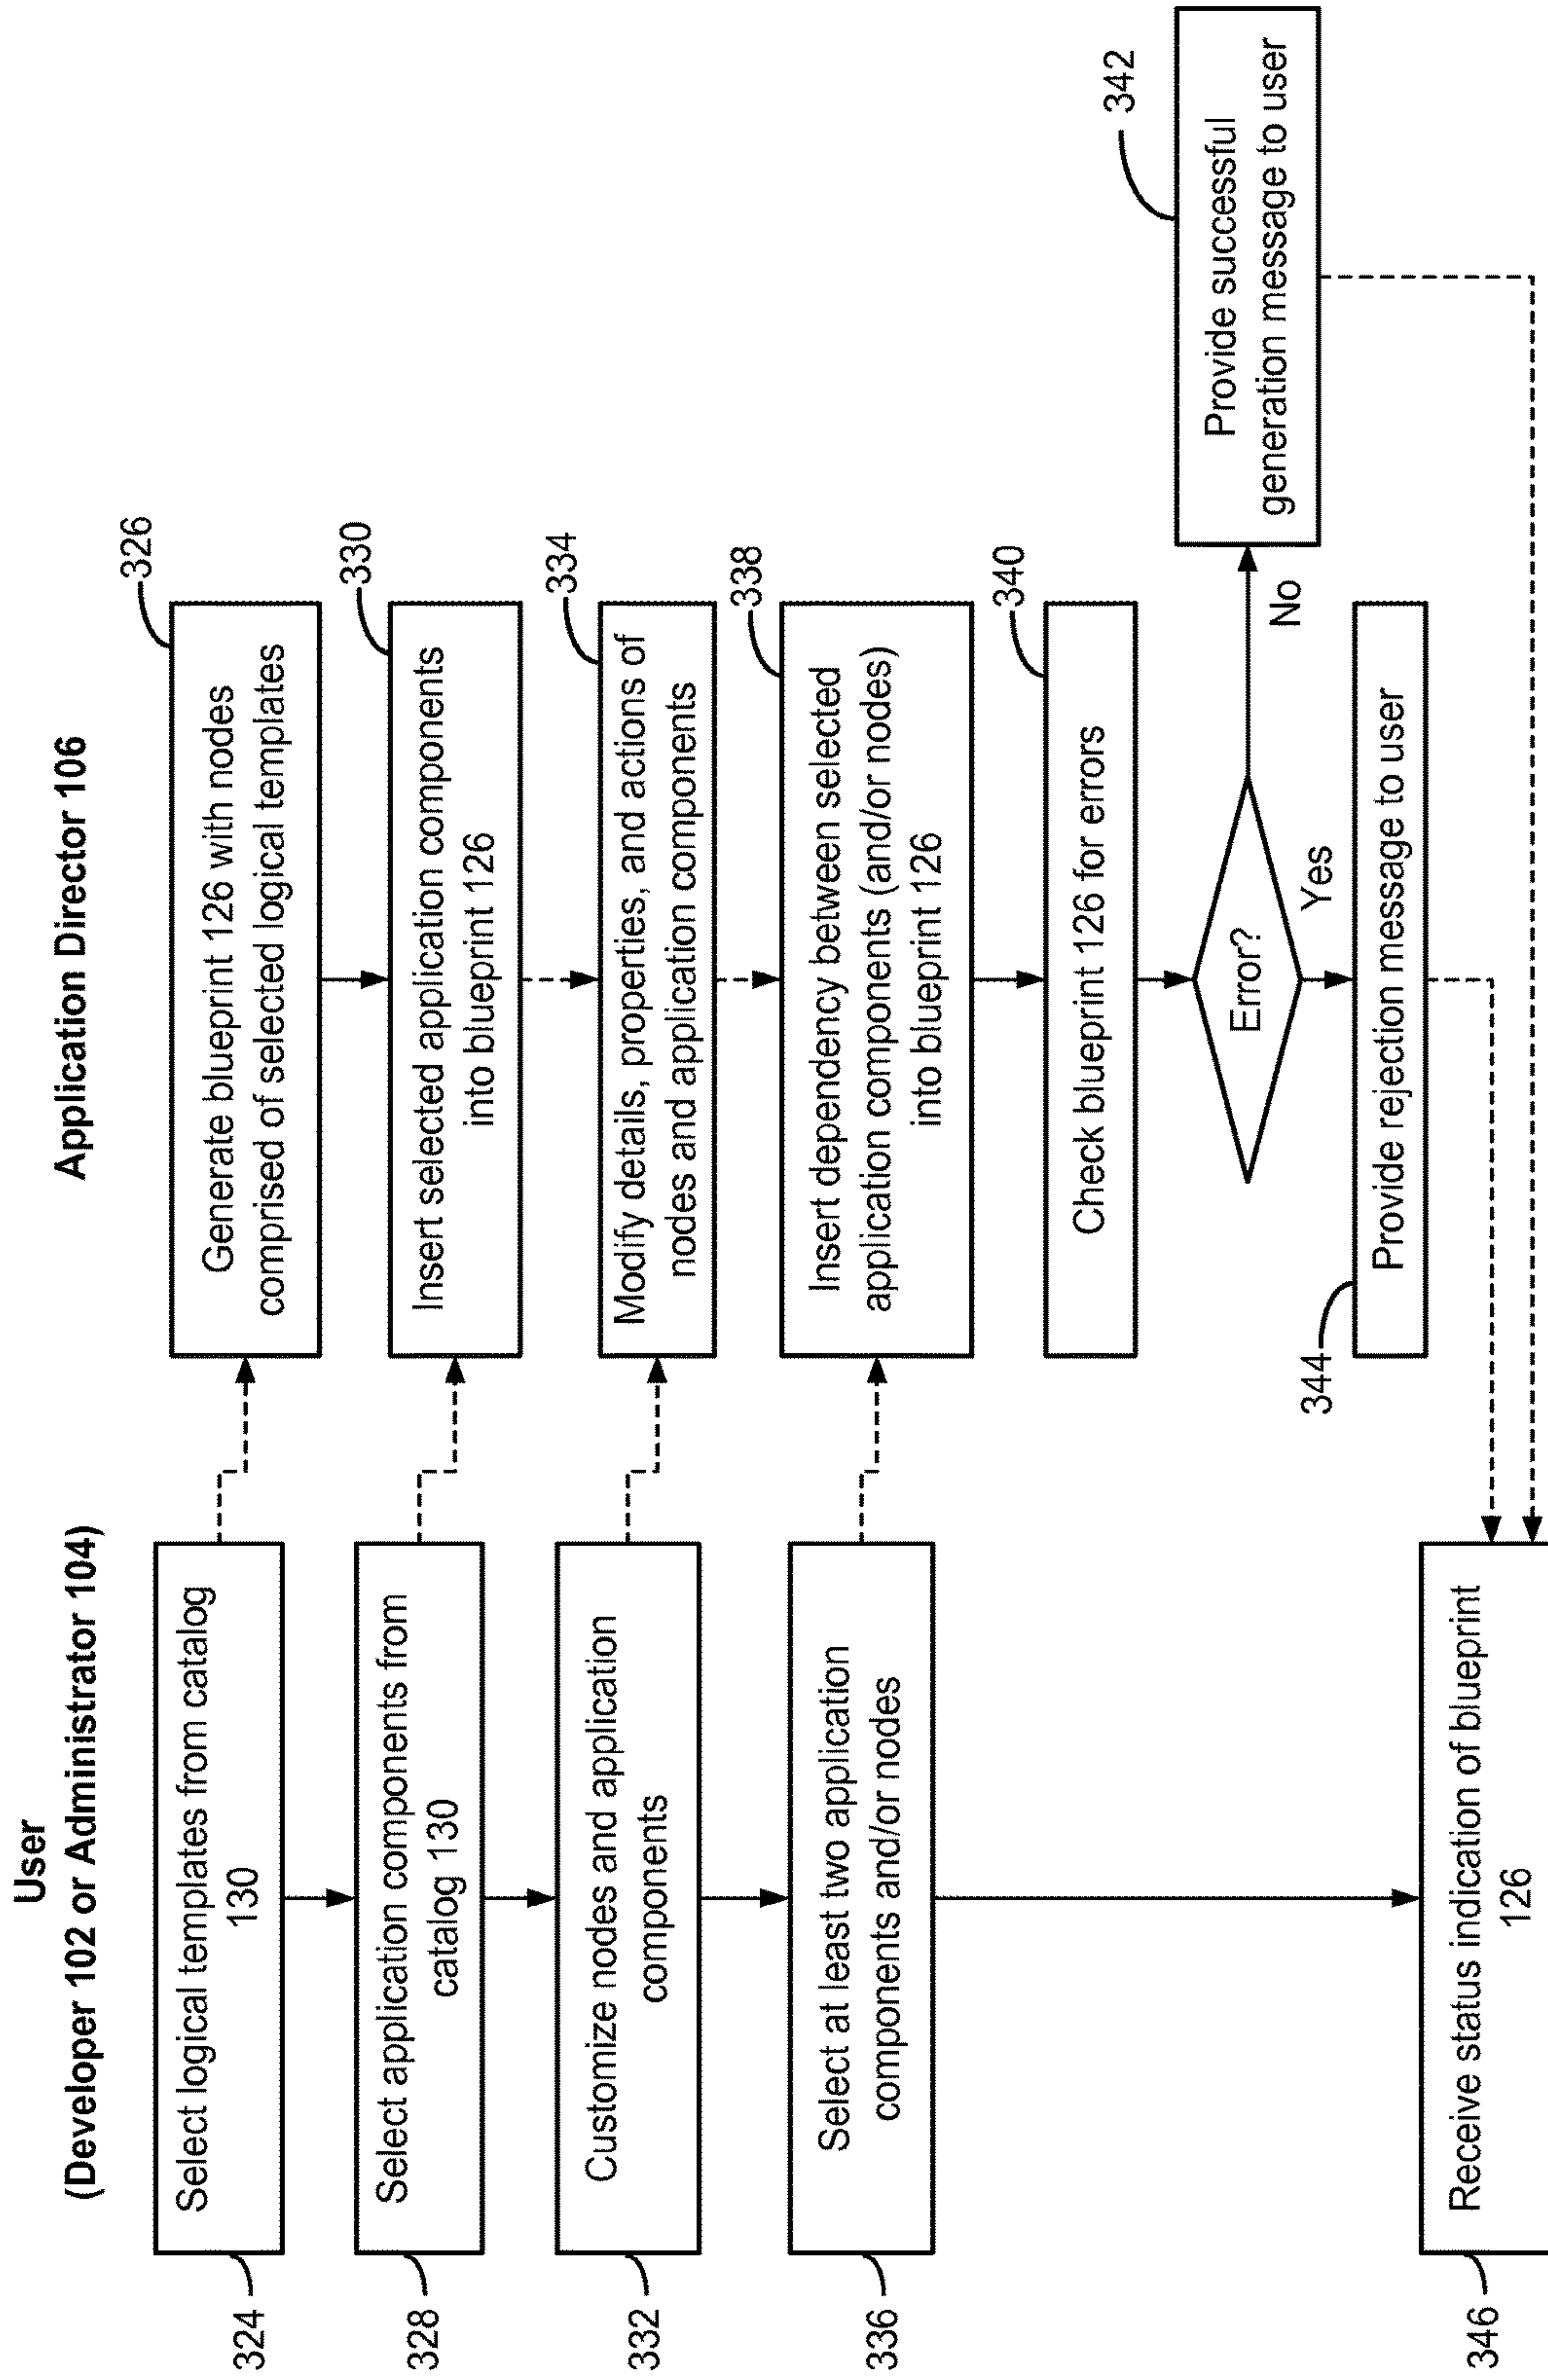 User
(Developer 102 or Administrator 104)
Application Director 106
324
Select logical templates from catalog
130
326
Generate blueprint 126 with nodes
comprised of selected logical templates
328
Select application components from
catalog 130
330
Insert selected application components
into blueprint 126
332
Customize nodes and application
components
334
Modify details, properties, and actions of
nodes and application components
336
Select at least two application
components and/or nodes
338
Insert dependency between selected
application components (and/or nodes)
into blueprint 126
340
Check blueprint 126 for errors
Error?
No
Yes
342
Provide successful
generation message to user
344
Provide rejection message to user
346
Receive status indication of blueprint
126